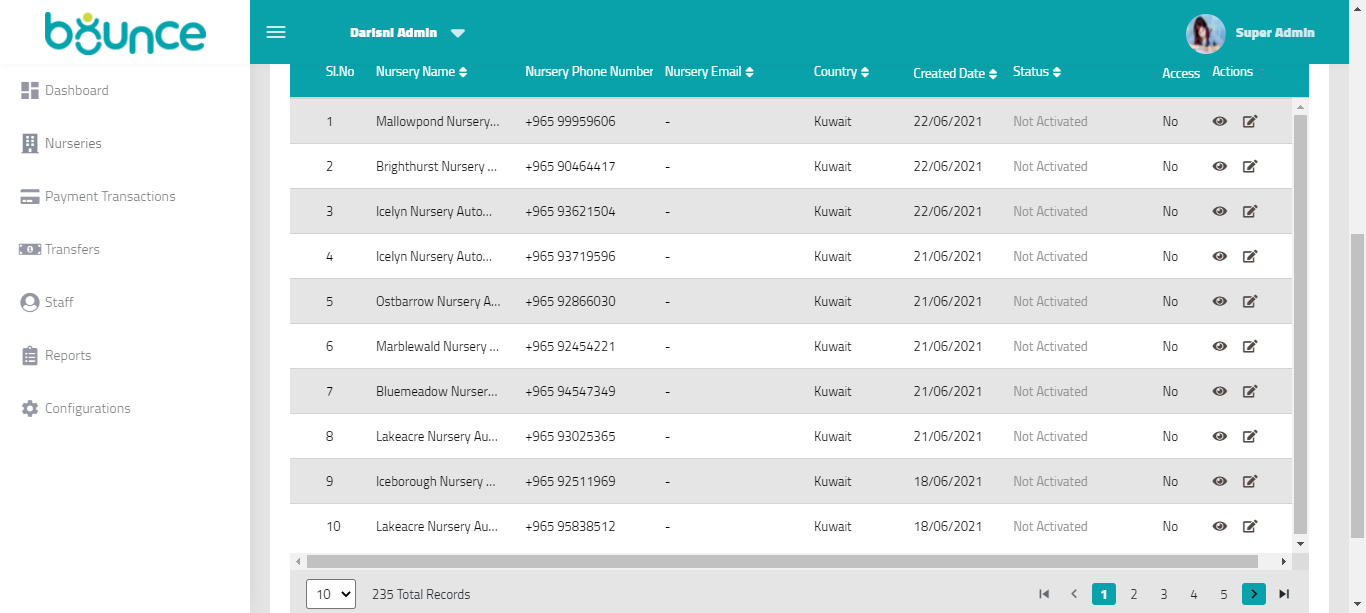 bounce
Darisni Admin
Super Admin
Dashboard
Nurseries
Payment Transactions
Transfers
Staff
Reports
Configurations
Sl.No Nursery Name Nursery Phone Number Nursery Email Country Created Date Status Access Actions
1 Mallowpond Nursery... +965 99959606 - Kuwait 22/06/2021 Not Activated No
2 Brighthurst Nursery ... +965 90464417 - Kuwait 22/06/2021 Not Activated No
3 Icelyn Nursery Auto... +965 93621504 - Kuwait 22/06/2021 Not Activated No
4 Icelyn Nursery Auto... +965 93719596 - Kuwait 21/06/2021 Not Activated No
5 Ostbarrow Nursery A... +965 92866030 - Kuwait 21/06/2021 Not Activated No
6 Marblewald Nursery ... +965 92454221 - Kuwait 21/06/2021 Not Activated No
7 Bluemeadow Nurser... +965 94547349 - Kuwait 21/06/2021 Not Activated No
8 Lakeacre Nursery Au... +965 93025365 - Kuwait 21/06/2021 Not Activated No
9 Iceborough Nursery ... +965 92511969 - Kuwait 18/06/2021 Not Activated No
10 Lakeacre Nursery Au... +965 95838512 - Kuwait 18/06/2021 Not Activated No
10 235 Total Records 1 2 3 4 5